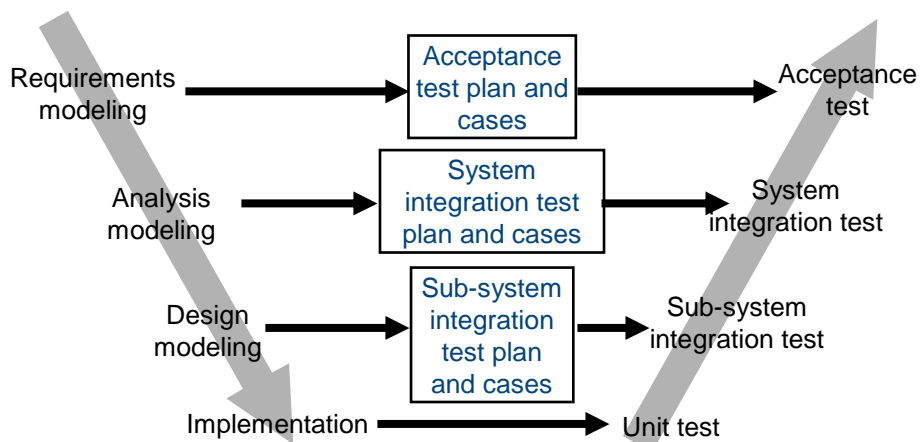 Requirements
modeling
Acceptance
test plan and
cases
Acceptance
test
Analysis
modeling
System
integration test
plan and cases
System
integration test
Design
modeling
Sub-system
integration
test plan
and cases
Sub-system
integration test
Implementation
Unit test